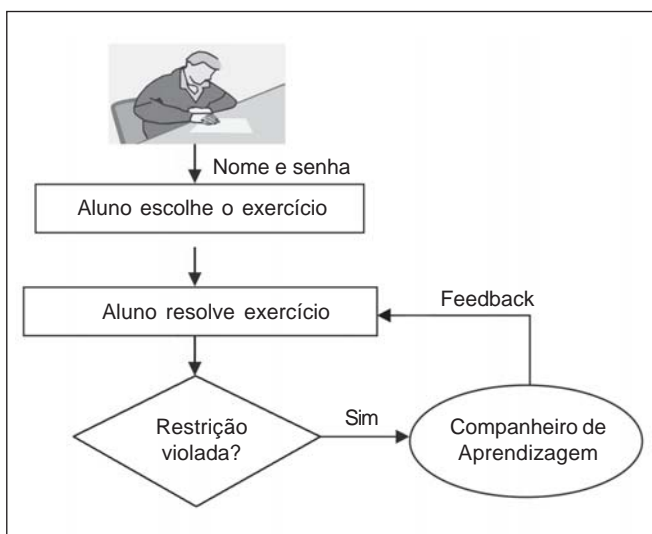 Nome e senha
Aluno escolhe o exercício
Aluno resolve exercício
Feedback
Restrição
violada?
Sim
Companheiro de
Aprendizagem